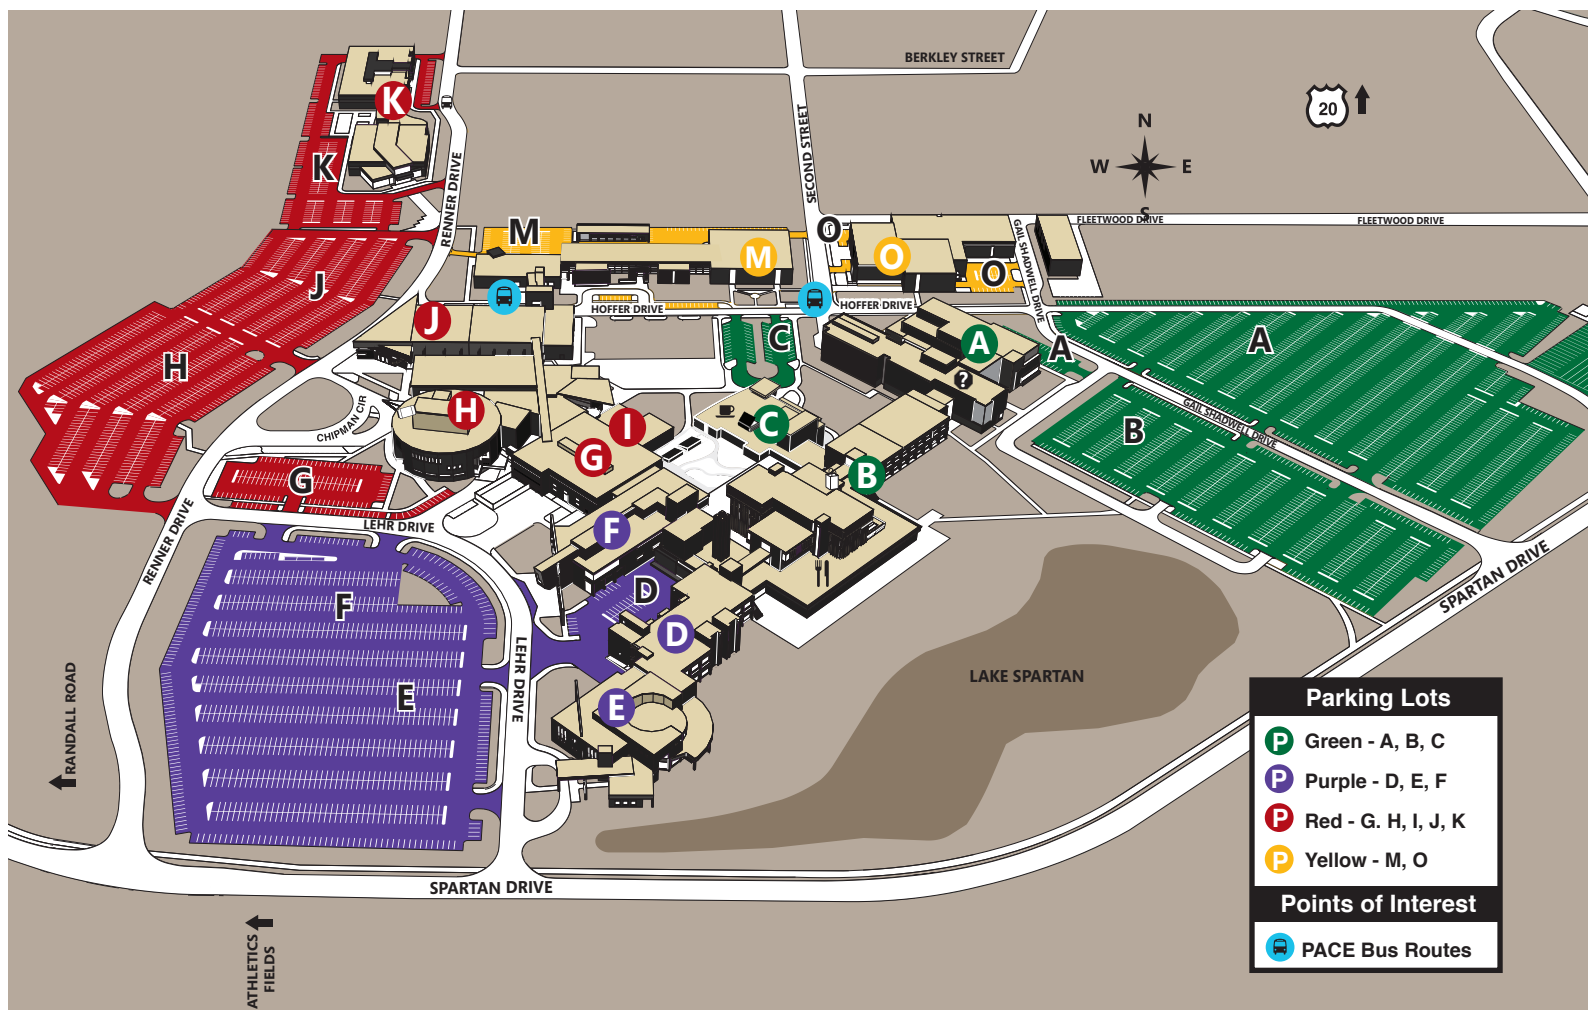 BERKLEY STREET
20
K
N
SECOND STREET
W
E
K
RENNER DRIVE
S
FLEETWOOD DRIVE
FLEETWOOD DRIVE
M
O
GAIL SHADWELL DRIVE
M
O
O
J
HOFFER DRIVE
HOFFER DRIVE
J
C
A
A
A
H
?
H
CHIPMAN CIR
I
C
GAIL SHADWELL DRIVE
B
G
B
G
LEHR DRIVE
F
RENNER DRIVE
SPARTAN DRIVE
F
D
D
LEHR DRIVE
LAKE SPARTAN
E
E
RANDALL ROAD
Parking Lots
P Green - A, B, C
P Purple - D, E, F
P Red - G. H, I, J, K
P Yellow - M, O
SPARTAN DRIVE
Points of Interest
PACE Bus Routes
ATHLETICS
FIELDS